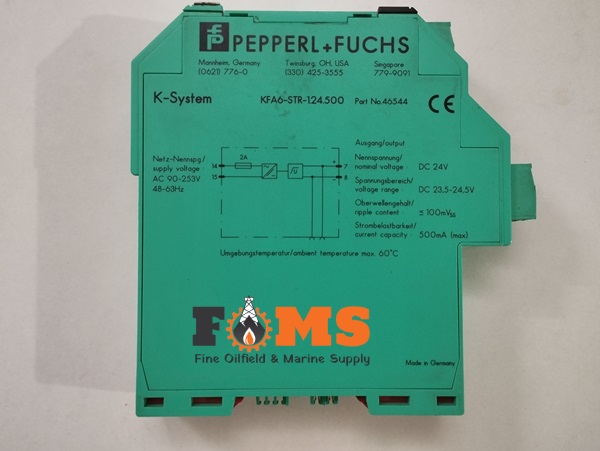 PEPPERL+FUCHS
Mannheim, Germany Twinsburg, OH, USA Singapore
(0621) 776-0 (330) 425-3555 779-9091
K-System KFA6-STR-1.24.500 Part No.46544 CE
Ausgang/output
Netz-Nennspg/
supply voltage :
AC 90-253V
48-63Hz
14
15
2A
/U
+ 7
- 8
Nennspannung/
nominal voltage : DC 24V
Spannungsbereich/
voltage range : DC 23,5-24,5V
Oberwellengehalt/
ripple content : ≤ 100mVSS
Strombelastbarkeit/
current capacity : 500mA (max)
Umgebungstemperatur/ambient temperature max. 60°C
FOMS
Fine Oilfield & Marine Supply
Made in Germany